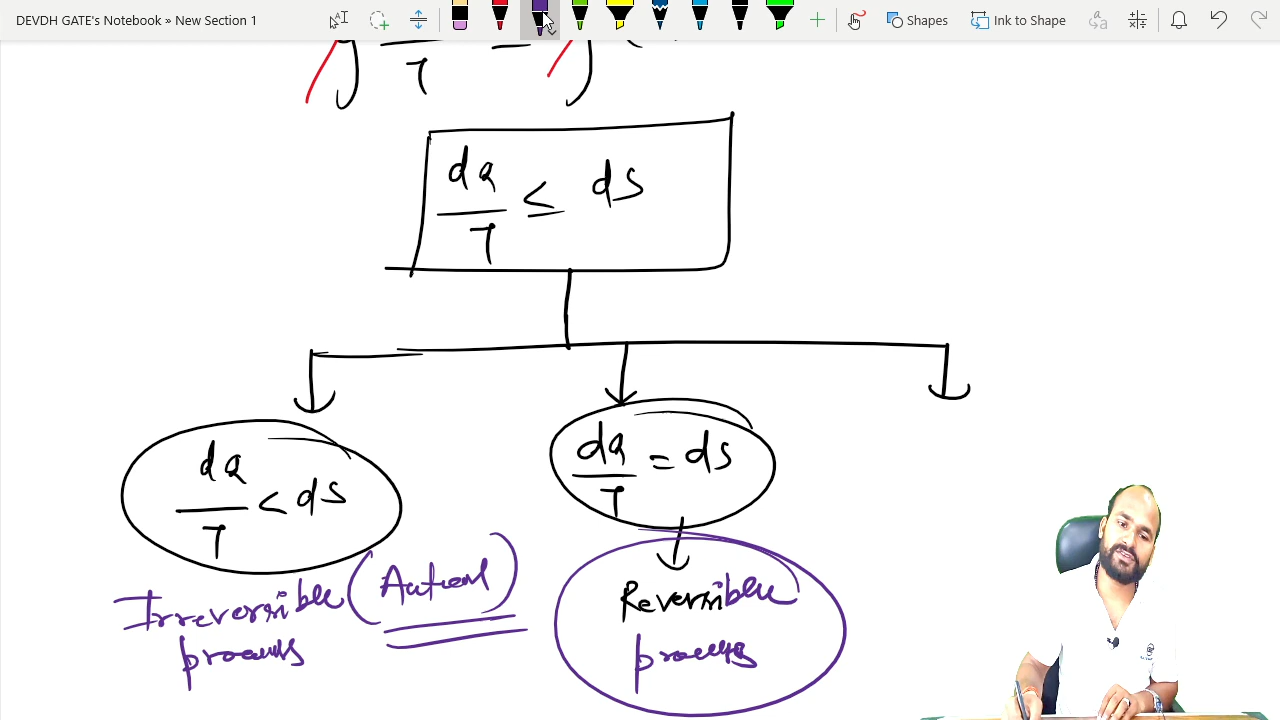 DEVDH GATE's Notebook » New Section 1
Shapes
Ink to Shape
T
dQ/T ≤ ds
dQ/T < ds
dQ/T = ds
Irreversible (Actual)
process
Reversible
process